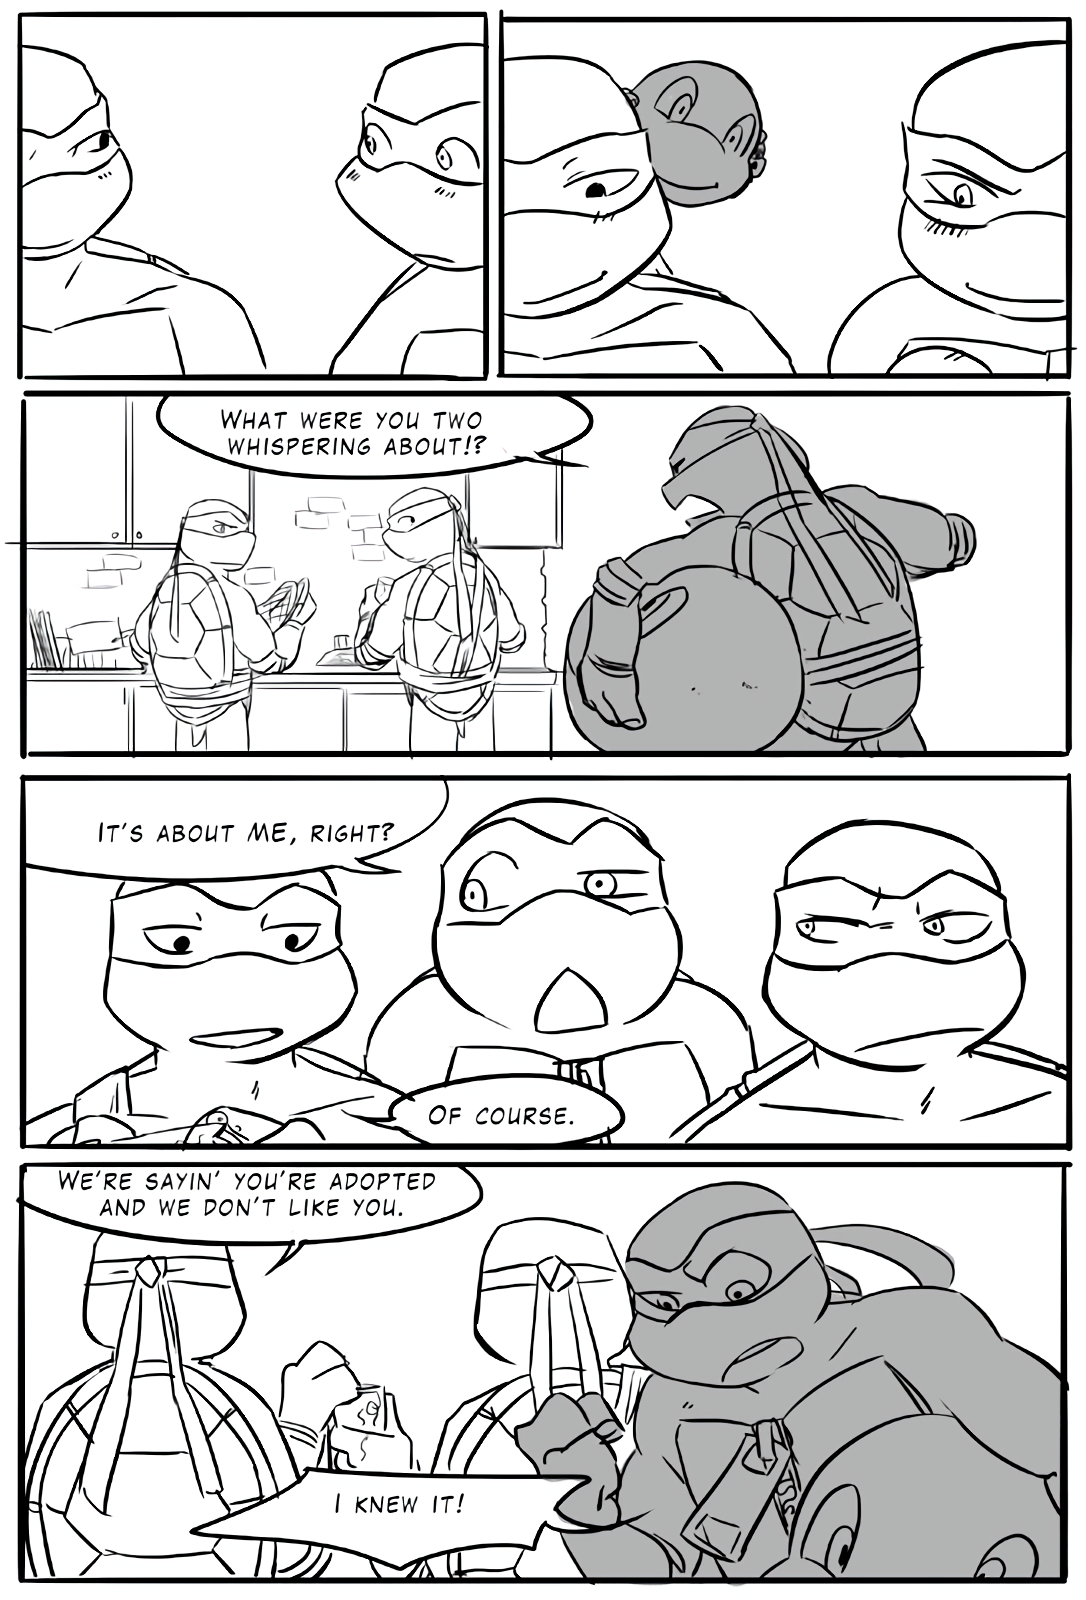 What were you two
whispering about!?
It's about ME, right?
Of course.
We're sayin' you're adopted
and we don't like you.
I knew it!